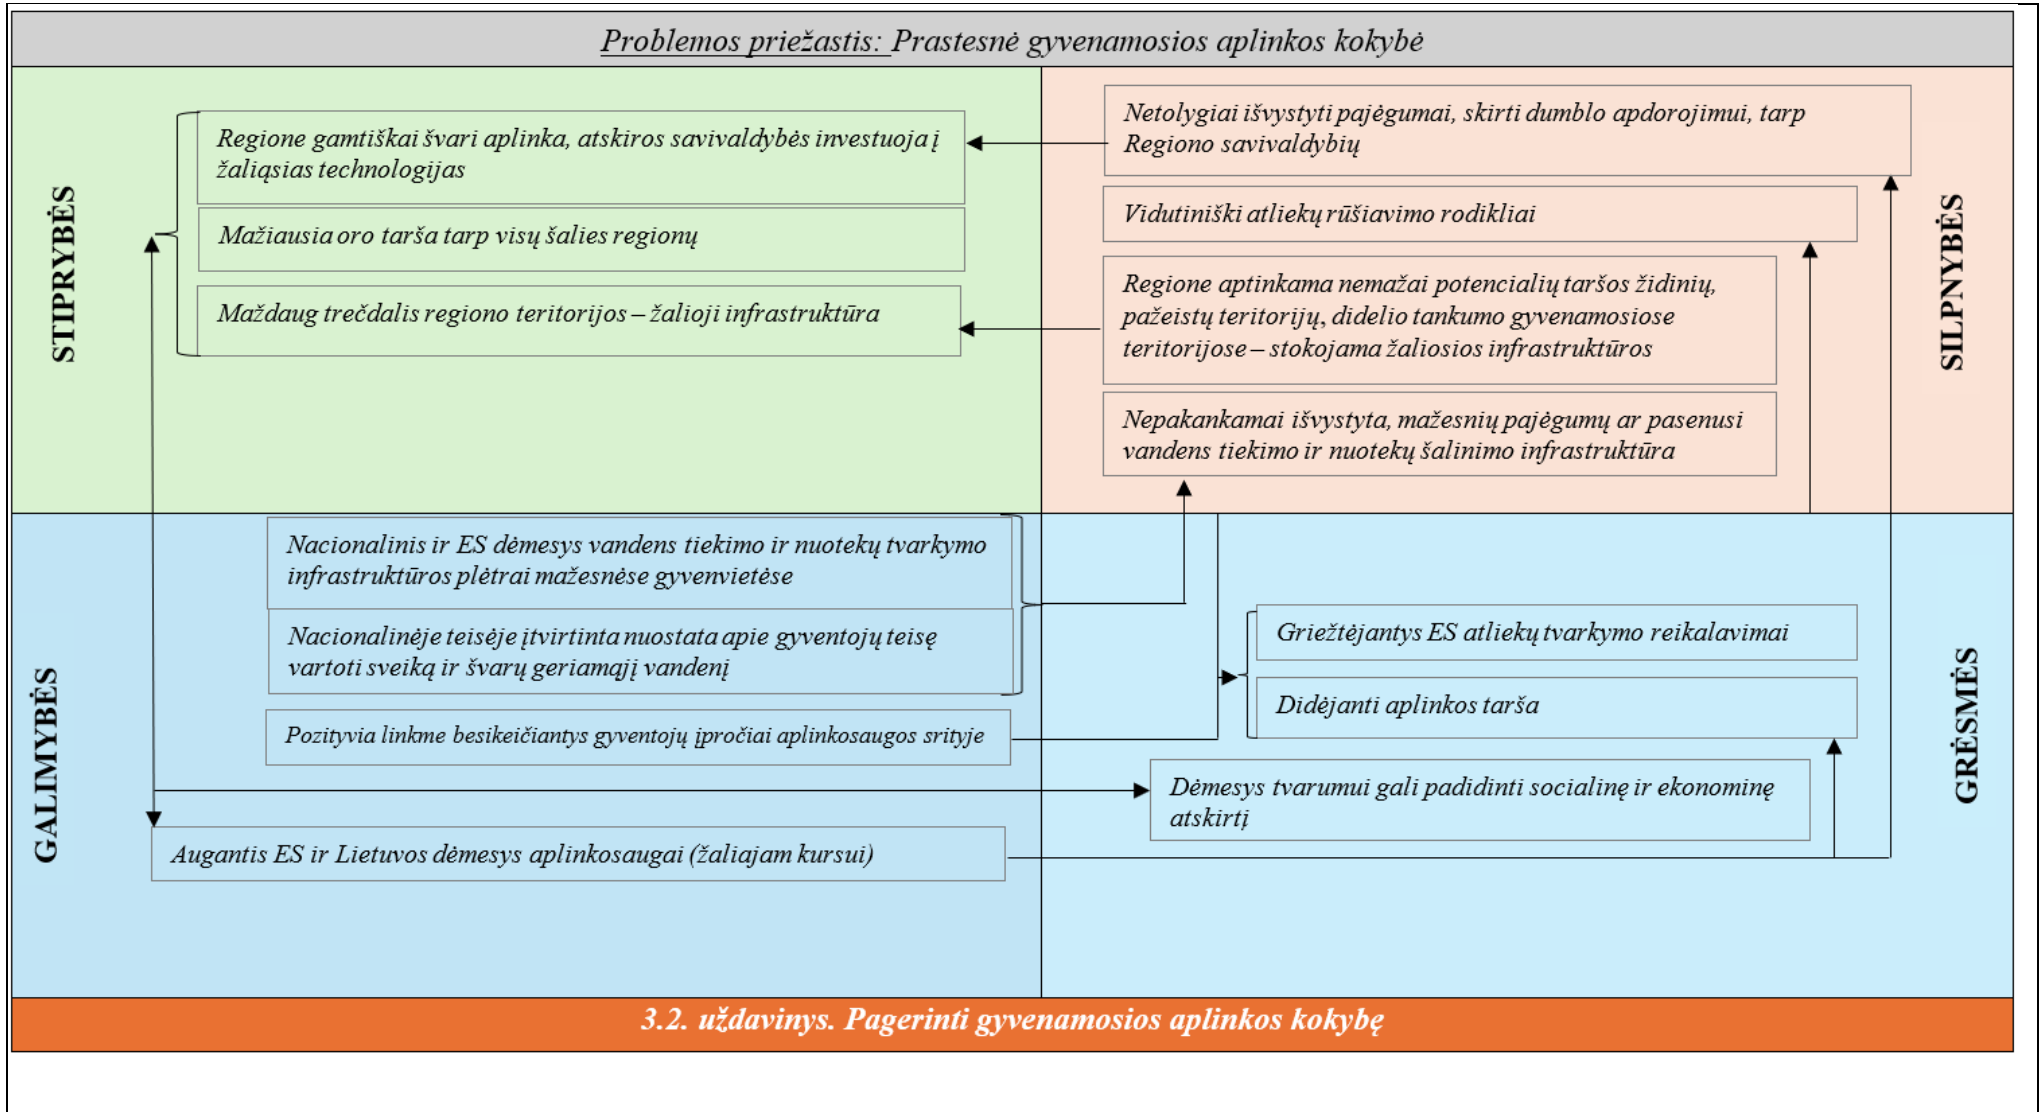 Problemos priežastis: Prastesnė gyvenamosios aplinkos kokybė
STIPRYBĖS
Regione gamtiškai švari aplinka, atskiros savivaldybės investuoja į
žaliąsias technologijas
Mažiausia oro tarša tarp visų šalies regionų
Maždaug trečdalis regiono teritorijos – žalioji infrastruktūra
SILPNYBĖS
Netolygiai išvystyti pajėgumai, skirti dumblo apdorojimui, tarp
Regiono savivaldybių
Vidutiniški atliekų rūšiavimo rodikliai
Regione aptinkama nemažai potencialių taršos židinių,
pažeistų teritorijų, didelio tankumo gyvenamosiose
teritorijose – stokojama žaliosios infrastruktūros
Nepakankamai išvystyta, mažesnių pajėgumų ar pasenusi
vandens tiekimo ir nuotekų šalinimo infrastruktūra
GALIMYBĖS
Nacionalinis ir ES dėmesys vandens tiekimo ir nuotekų tvarkymo
infrastruktūros plėtrai mažesnėse gyvenvietėse
Nacionalinėje teisėje įtvirtinta nuostata apie gyventojų teisę
vartoti sveiką ir švarų geriamąjį vandenį
Pozityvia linkme besikeičiantys gyventojų įpročiai aplinkosaugos srityje
Augantis ES ir Lietuvos dėmesys aplinkosaugai (žaliajam kursui)
GRĖSMĖS
Griežtėjantys ES atliekų tvarkymo reikalavimai
Didėjanti aplinkos tarša
Dėmesys tvarumui gali padidinti socialinę ir ekonominę
atskirtį
3.2. uždavinys. Pagerinti gyvenamosios aplinkos kokybę